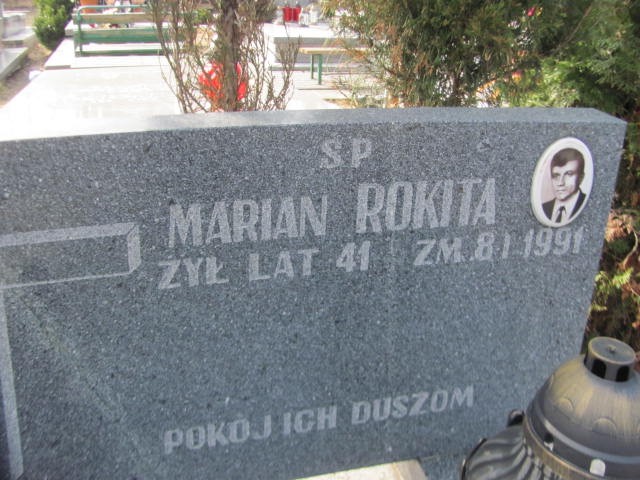 Ś.P
MARIAN ROKITA
ŻYŁ LAT 41 ZM. 8 I 1991
POKÓJ ICH DUSZOM